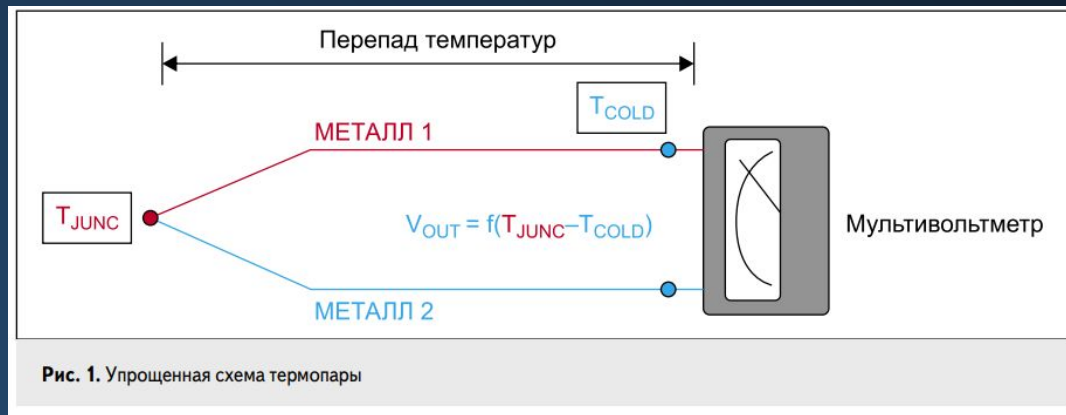 Перепад температур
TCOLD
МЕТАЛЛ 1
TJUNC
VOUT = f(TJUNC–TCOLD)
Мультивольтметр
МЕТАЛЛ 2
Рис. 1. Упрощенная схема термопары